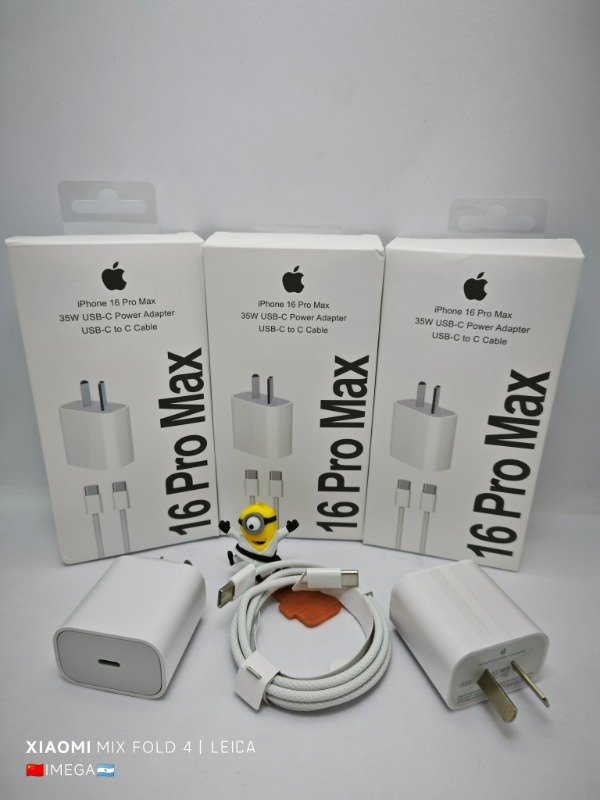 iPhone 16 Pro Max
35W USB-C Power Adapter
USB-C to C Cable
16 Pro Max
iPhone 16 Pro Max
35W USB-C Power Adapter
USB-C to C Cable
16 Pro Max
iPhone 16 Pro Max
35W USB-C Power Adapter
USB-C to C Cable
16 Pro Max
XIAOMI MIX FOLD 4 | LEICA
🇨🇳IMEGA🇦🇷